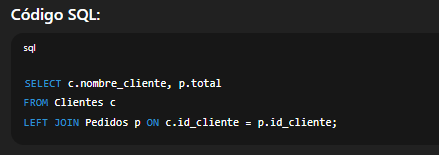 Código SQL:
sql
SELECT c.nombre_cliente, p.total
FROM Clientes c
LEFT JOIN Pedidos p ON c.id_cliente = p.id_cliente;